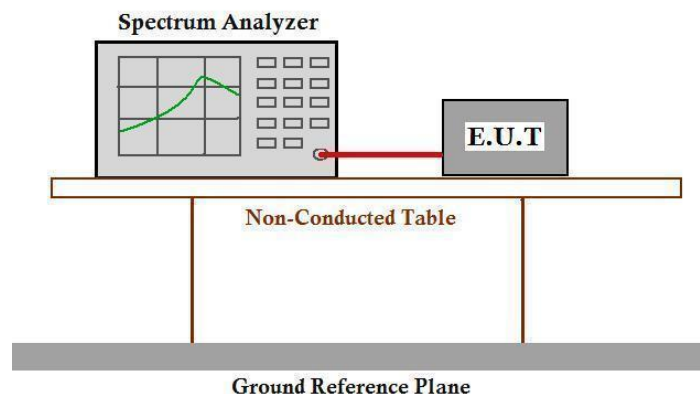 Spectrum Analyzer
E.U.T
Non-Conducted Table
Ground Reference Plane